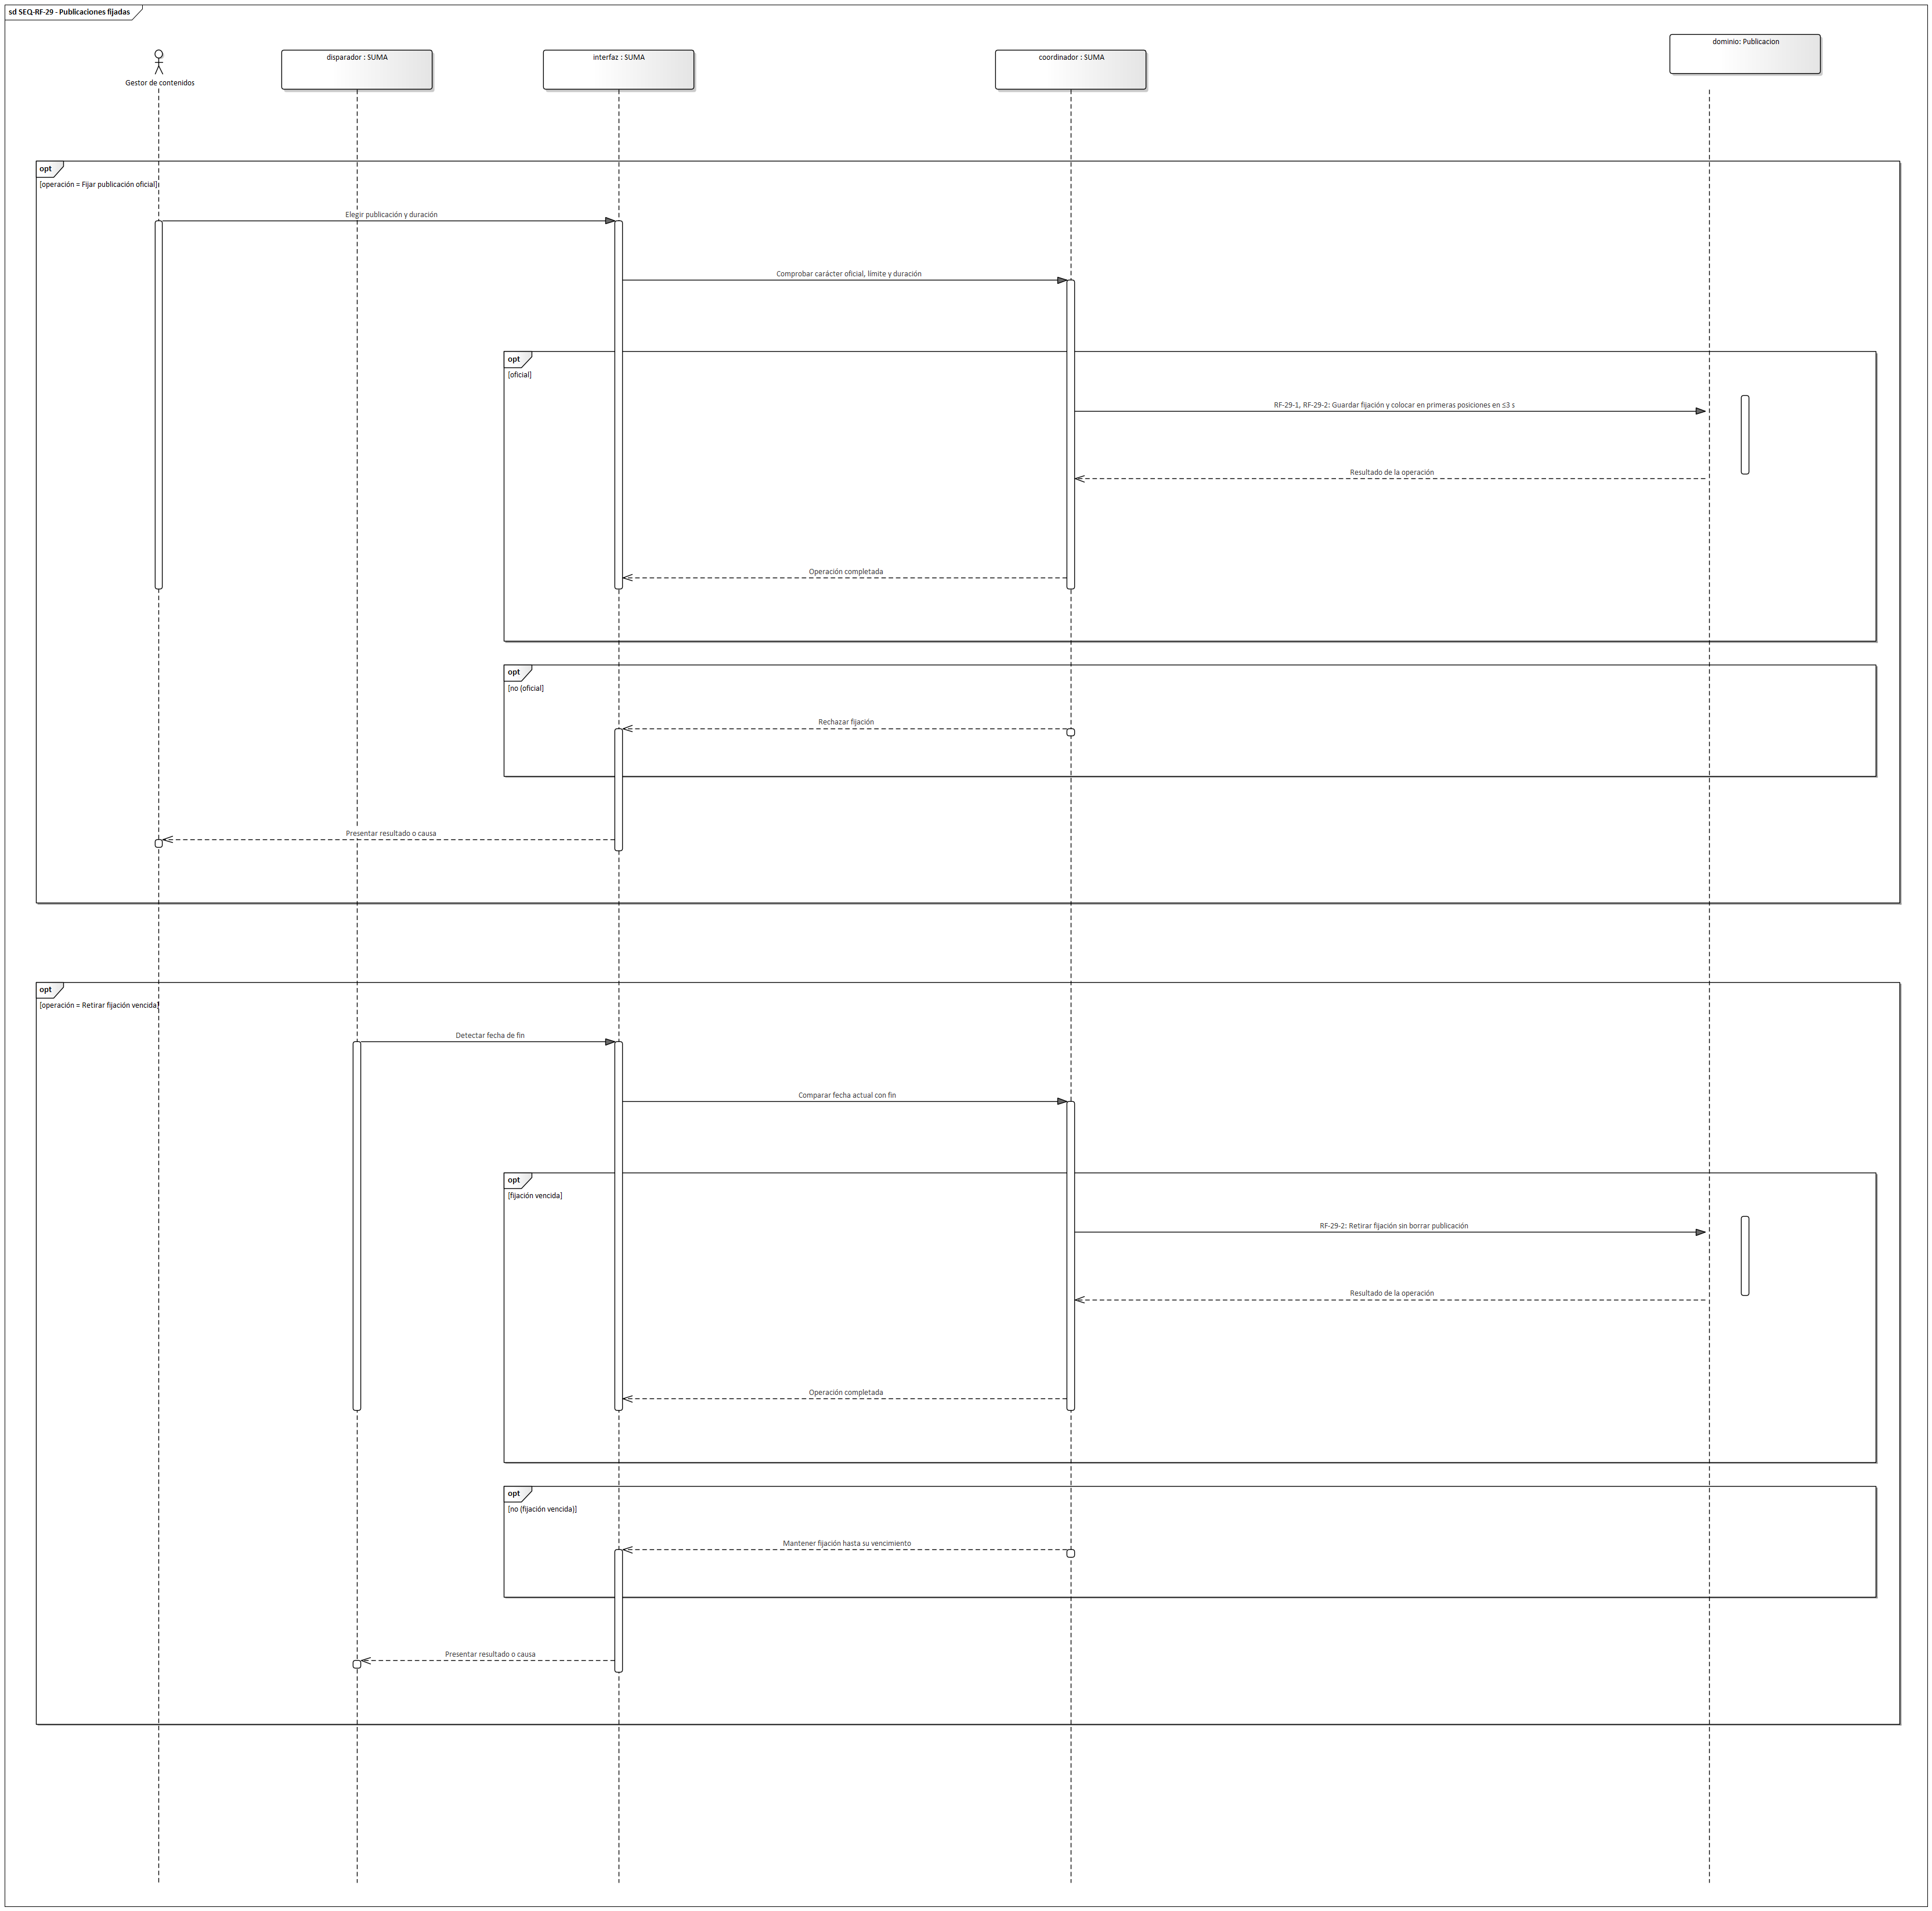 sd SEQ-RF-29 - Publicaciones fijadas
Gestor de contenidos
disparador : SUMA
interfaz : SUMA
coordinador : SUMA
dominio: Publicacion
opt
[operación = Fijar publicación oficial]
Elegir publicación y duración
Comprobar carácter oficial, límite y duración
opt
[oficial]
RF-29-1, RF-29-2: Guardar fijación y colocar en primeras posiciones en ≤3 s
Resultado de la operación
Operación completada
opt
[no (oficial]
Rechazar fijación
Presentar resultado o causa
opt
[operación = Retirar fijación vencida]
Detectar fecha de fin
Comparar fecha actual con fin
opt
[fijación vencida]
RF-29-2: Retirar fijación sin borrar publicación
Resultado de la operación
Operación completada
opt
[no (fijación vencida)]
Mantener fijación hasta su vencimiento
Presentar resultado o causa